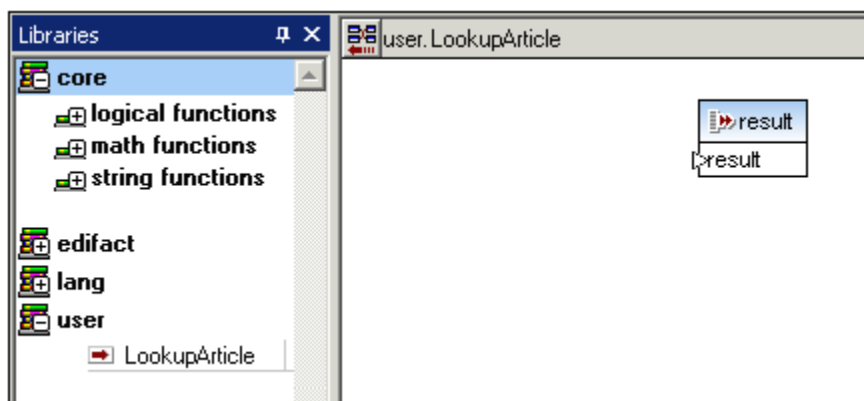 Libraries
core
logical functions
math functions
string functions
edifact
lang
user
LookupArticle
user.LookupArticle
result
result